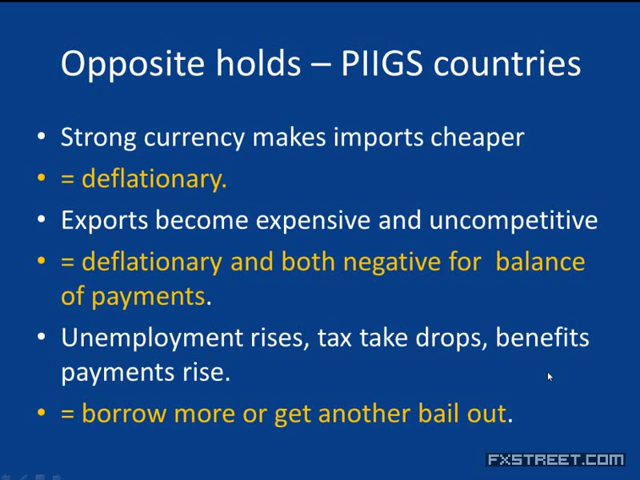 Opposite holds – PIIGS countries
• Strong currency makes imports cheaper
• = deflationary.
• Exports become expensive and uncompetitive
• = deflationary and both negative for  balance
of payments.
• Unemployment rises, tax take drops, benefits
payments rise.
• = borrow more or get another bail out.
FXSTREET.COM